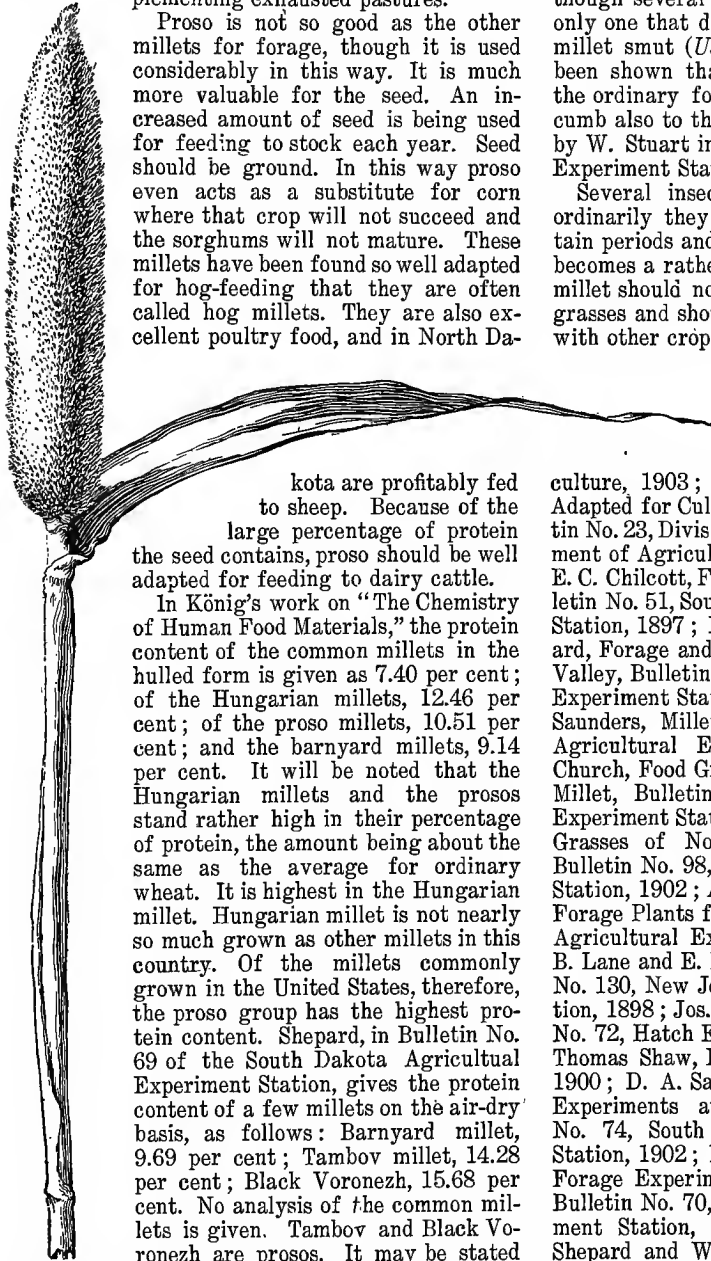 plementing exhausted pastures.
Proso is not so good as the other
millets for forage, though it is used
considerably in this way. It is much
more valuable for the seed. An in-
creased amount of seed is being used
for feeding to stock each year. Seed
should be ground. In this way proso
even acts as a substitute for corn
where that crop will not succeed and
the sorghums will not mature. These
millets have been found so well adapted
for hog-feeding that they are often
called hog millets. They are also ex-
cellent poultry food, and in North Da-
kota are profitably fed
to sheep. Because of the
large percentage of protein
the seed contains, proso should be well
adapted for feeding to dairy cattle.
In König's work on "The Chemistry
of Human Food Materials," the protein
content of the common millets in the
hulled form is given as 7.40 per cent;
of the Hungarian millets, 12.46 per
cent; of the proso millets, 10.51 per
cent; and the barnyard millets, 9.14
per cent. It will be noted that the
Hungarian millets and the prosos
stand rather high in their percentage
of protein, the amount being about the
same as the average for ordinary
wheat. It is highest in the Hungarian
millet. Hungarian millet is not nearly
so much grown as other millets in this
country. Of the millets commonly
grown in the United States, therefore,
the proso group has the highest pro-
tein content. Shepard, in Bulletin No.
69 of the South Dakota Agricultual
Experiment Station, gives the protein
content of a few millets on the air-dry
basis, as follows: Barnyard millet,
9.69 per cent; Tambov millet, 14.28
per cent; Black Voronezh, 15.68 per
cent. No analysis of the common mil-
lets is given. Tambov and Black Vo-
ronezh are prosos. It may be stated
though several
only one that d
millet smut (U
been shown tha
the ordinary fo
cumb also to th
by W. Stuart in
Experiment Sta
Several insec
ordinarily they
tain periods and
becomes a rathe
millet should no
grasses and sho
with other crop
culture, 1903;
Adapted for Cul
tin No. 23, Divis
ment of Agricul
E. C. Chilcott, F
letin No. 51, Sou
Station, 1897;
ard, Forage and
Valley, Bulletin
Experiment Sta
Saunders, Mille
Agricultural E
Church, Food G
Millet, Bulletin
Experiment Sta
Grasses of No
Bulletin No. 98,
Station, 1902; A
Forage Plants f
Agricultural Ex
B. Lane and E.
No. 130, New Je
tion, 1898; Jos.
No. 72, Hatch E
Thomas Shaw,
1900; D. A. Sa
Experiments a
No. 74, South
Station, 1902;
Forage Experim
Bulletin No. 70,
ment Station,
Shepard and W